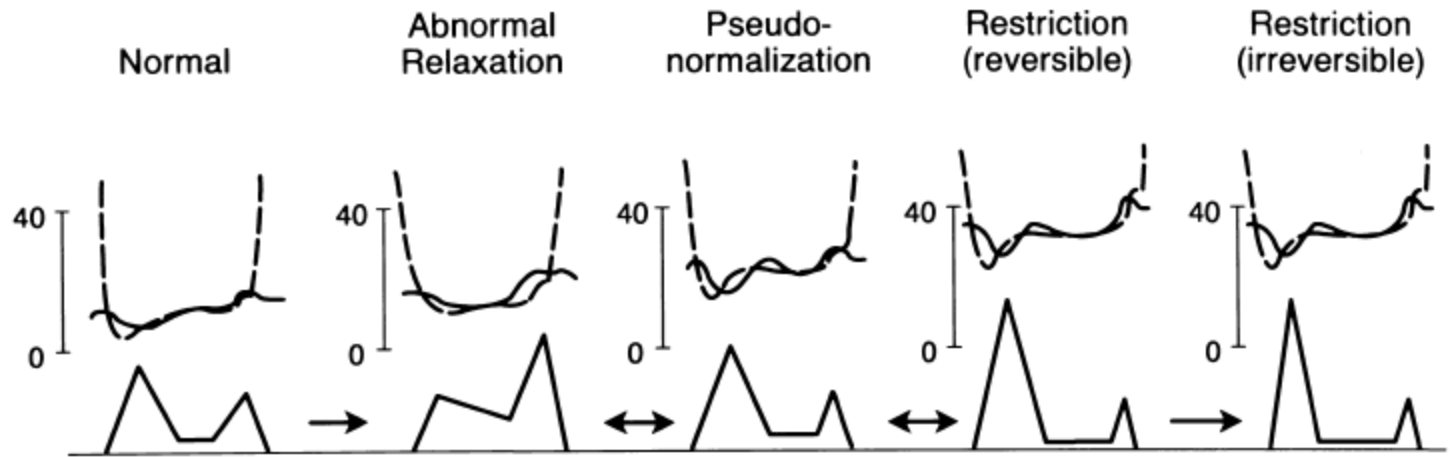 Normal
Abnormal
Relaxation
Pseudo-
normalization
Restriction
(reversible)
Restriction
(irreversible)
40
0
40
0
40
0
40
0
40
0